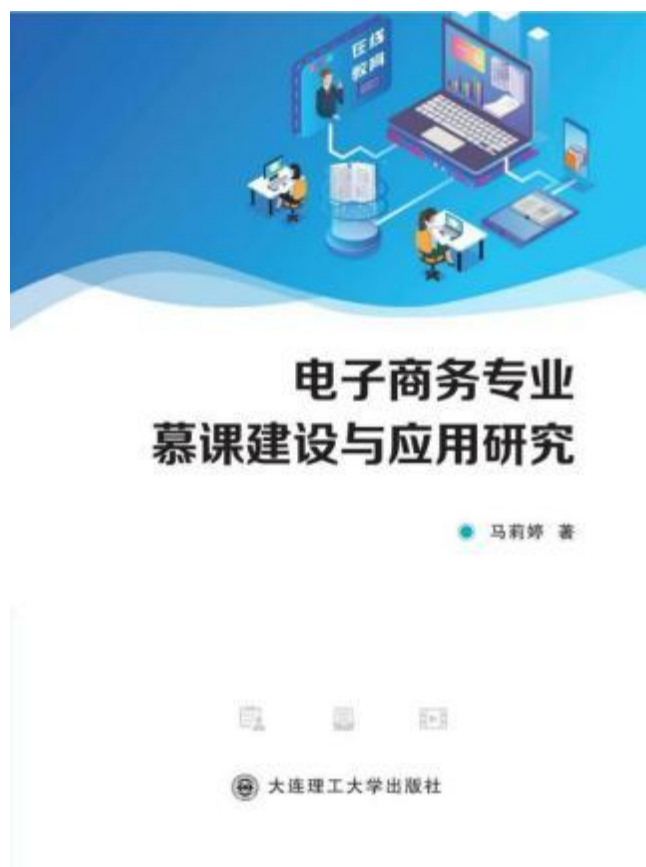 在线
教育
电子商务专业
慕课建设与应用研究
马莉婷 著
大连理工大学出版社